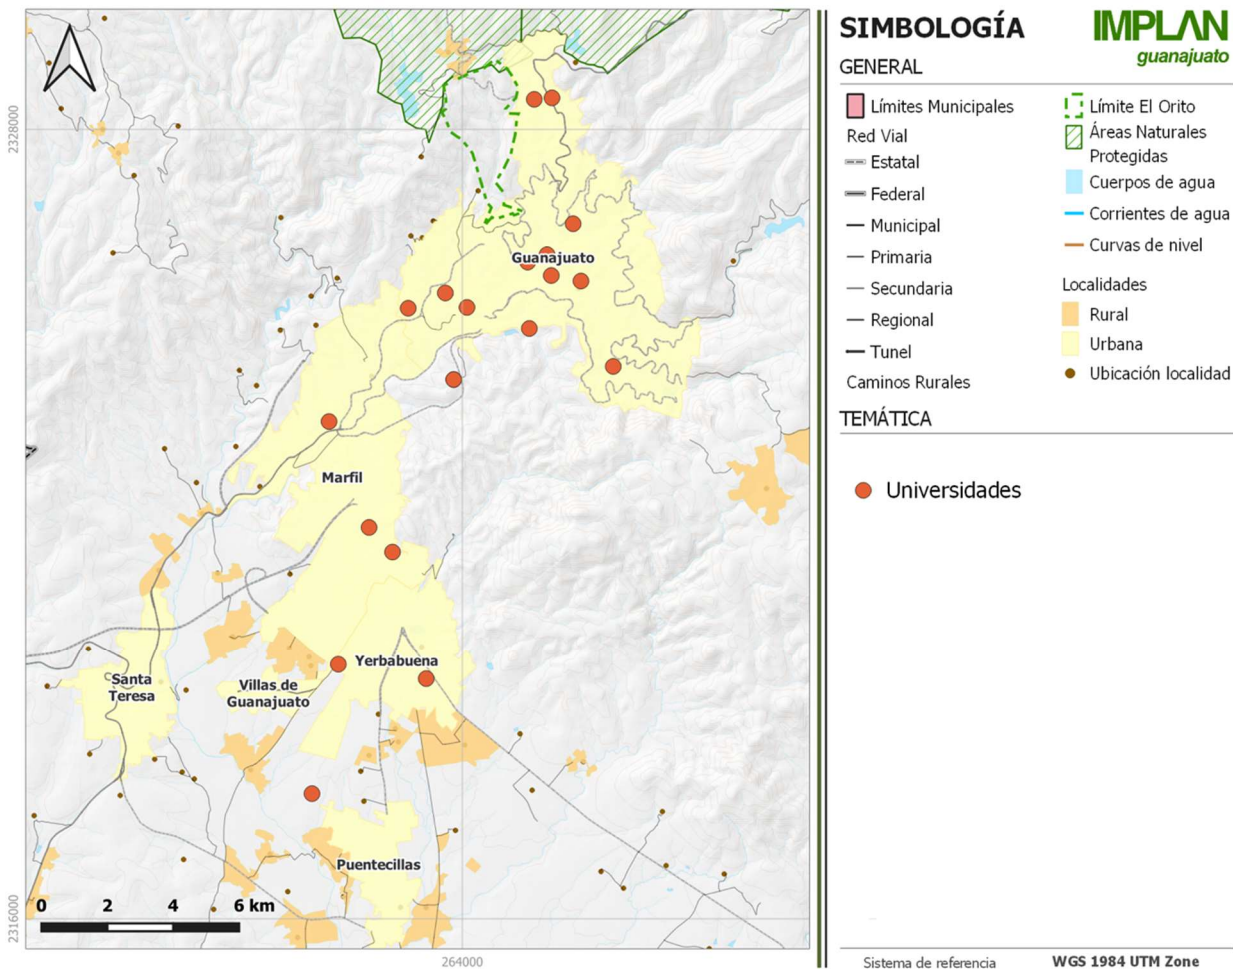 2328000
2316000
264000
Guanajuato
Marfil
Yerbabuena
Santa
Teresa
Villas de
Guanajuato
Puentecillas
0 2 4 6 km
SIMBOLOGÍA
IMPLAN
guanajuato
GENERAL
Límites Municipales
Red Vial
Estatal
Federal
Municipal
Primaria
Secundaria
Regional
Tunel
Caminos Rurales
Límite El Orito
Áreas Naturales
Protegidas
Cuerpos de agua
Corrientes de agua
Curvas de nivel
Localidades
Rural
Urbana
Ubicación localidad
TEMÁTICA
Universidades
Sistema de referencia WGS 1984 UTM Zone